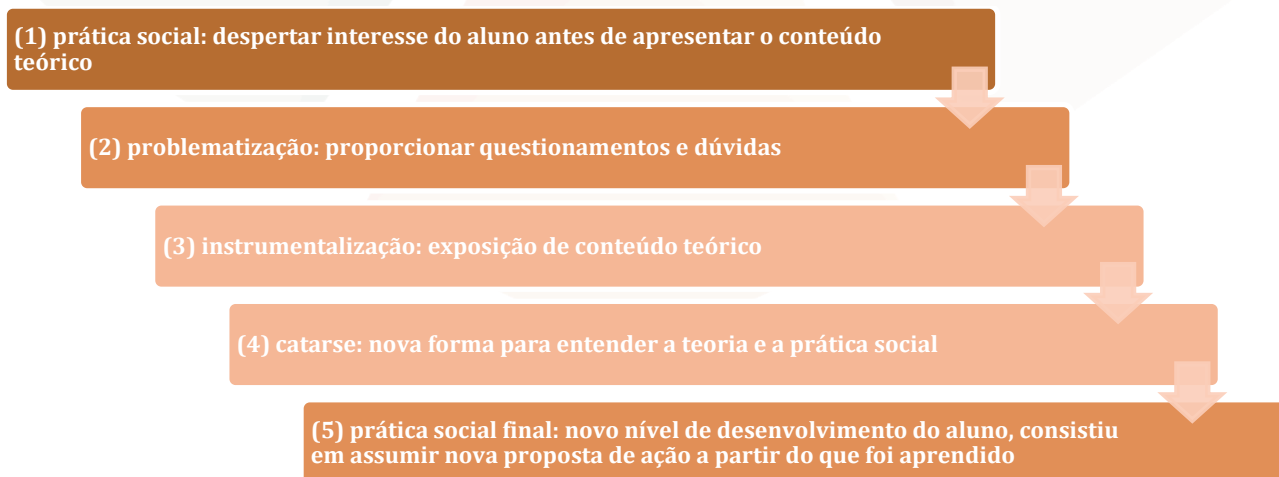 (1) prática social: despertar interesse do aluno antes de apresentar o conteúdo
teórico
(2) problematização: proporcionar questionamentos e dúvidas
(3) instrumentalização: exposição de conteúdo teórico
(4) catarse: nova forma para entender a teoria e a prática social
(5) prática social final: novo nível de desenvolvimento do aluno, consistiu
em assumir nova proposta de ação a partir do que foi aprendido